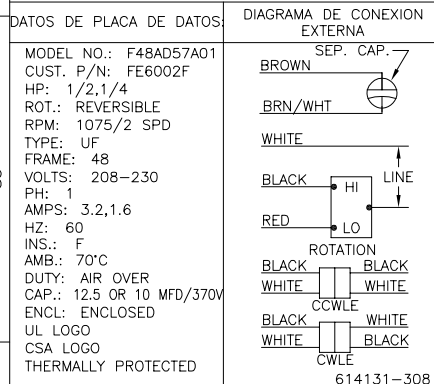 DATOS DE PLACA DE DATOS:
MODEL NO.: F48AD57A01
CUST. P/N: FE6002F
HP: 1/2,1/4
ROT.: REVERSIBLE
RPM: 1075/2 SPD
TYPE: UF
FRAME: 48
VOLTS: 208-230
PH: 1
AMPS: 3.2,1.6
HZ: 60
INS.: F
AMB.: 70°C
DUTY: AIR OVER
CAP.: 12.5 OR 10 MFD/370V
ENCL: ENCLOSED
UL LOGO
CSA LOGO
THERMALLY PROTECTED
DIAGRAMA DE CONEXION
EXTERNA
SEP. CAP.
BROWN
BRN/WHT
WHITE
LINE
BLACK
HI
RED
LO
ROTATION
BLACK BLACK
WHITE WHITE
CCWLE
BLACK WHITE
WHITE BLACK
CWLE
614131-308